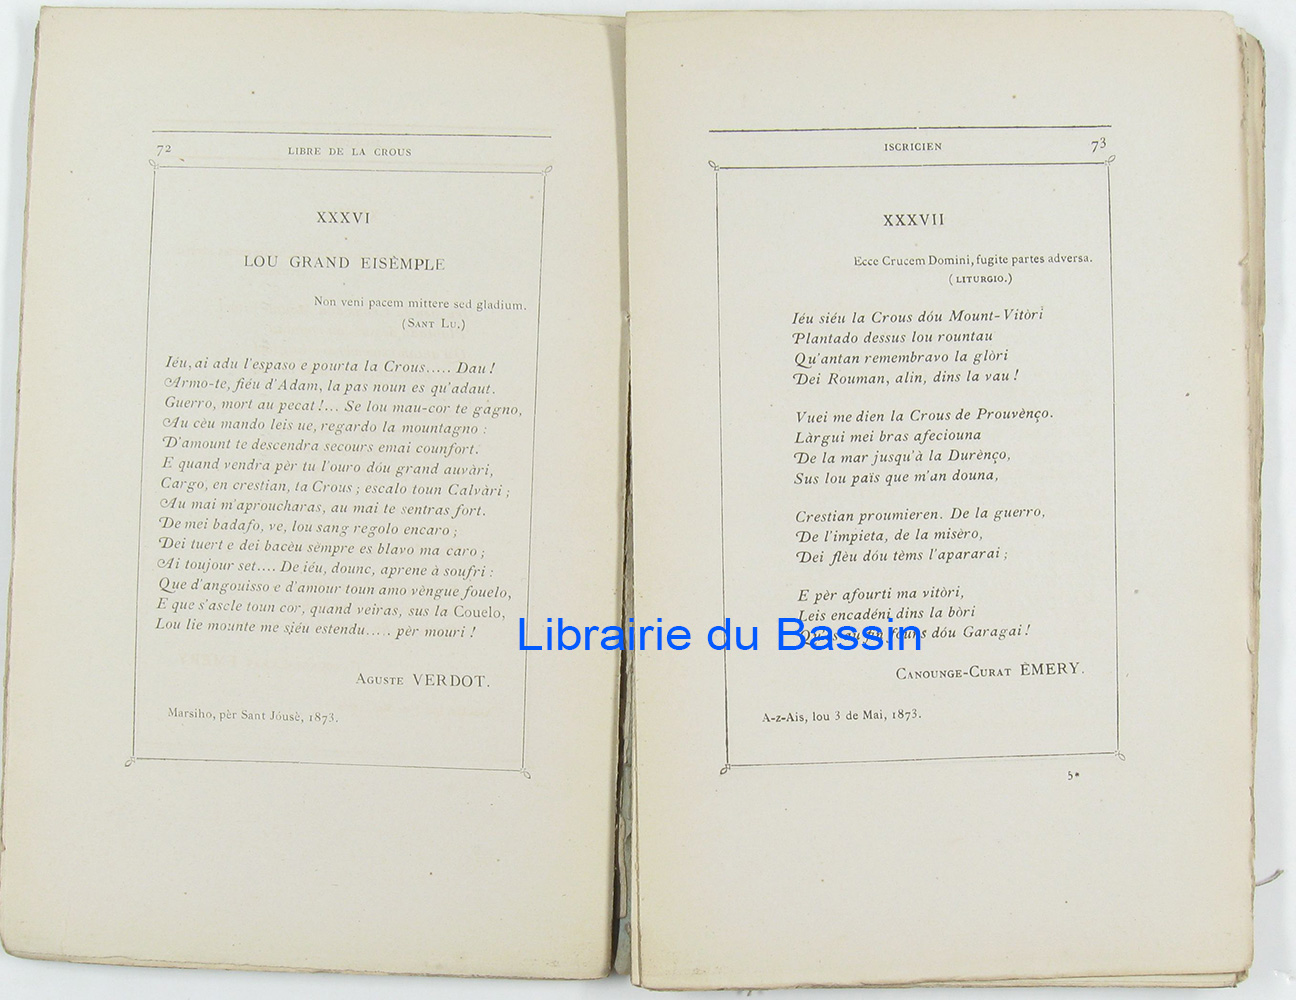 72
LIBRE DE LA CROUS
XXXVI
LOU GRAND EISÈMPLE
Non veni pacem mittere sed gladium.
(SANT LU.)
Iéu, ai adu l'espaso e pourta la Crous..... Dau !
Armo-te, fiéu d'Adam, la pas noun es qu'adaut.
Guerro, mort au pecat !... Se lou mau-cor te gagno,
Au cèu mando leis ue, regardo la mountagno :
D'amount te descendra secours emai counfort.
E quand vendra pèr tu l'ouro dóu grand auvàri,
Cargo, en crestian, ta Crous ; escalo toun Calvàri ;
Au mai m'aproucharas, au mai te sentras fort.
De mei badafo, ve, lou sang regolo encaro ;
Dei tuert e dei bacèu sèmpre es blavo ma caro ;
Ai toujour set.... De iéu, dounc, aprene à soufri :
Que d'angouisso e d'amour toun amo vèngue fouelo,
E que s'ascle toun cor, quand veiras, sus la Couelo,
Lou lie mounte me siéu estendu..... pèr mouri !
AGUSTE VERDOT.
Marsiho, pèr Sant Jóusè, 1873.
ISCRICIEN
73
XXXVII
Ecce Crucem Domini, fugite partes adversa.
(LITURGIO.)
Iéu siéu la Crous dóu Mount-Vitòri
Plantado dessus lou rountau
Qu'antan remembravo la glòri
Dei Rouman, alin, dins la vau !
Vuei me dien la Crous de Prouvènço.
Làrgui mei bras afeciouna
De la mar jusqu'à la Durènço,
Sus lou païs que m'an douna,
Crestian proumieren. De la guerro,
De l'impieta, de la misèro,
Dei flèu dóu tèms l'apararai ;
E pèr afourti ma vitòri,
Leis encadéni dins la bòri
dóu Garagai !
CANOUNGE-CURAT ÉMERY.
A-z-Ais, lou 3 de Mai, 1873.
5*
Librairie du Bassin